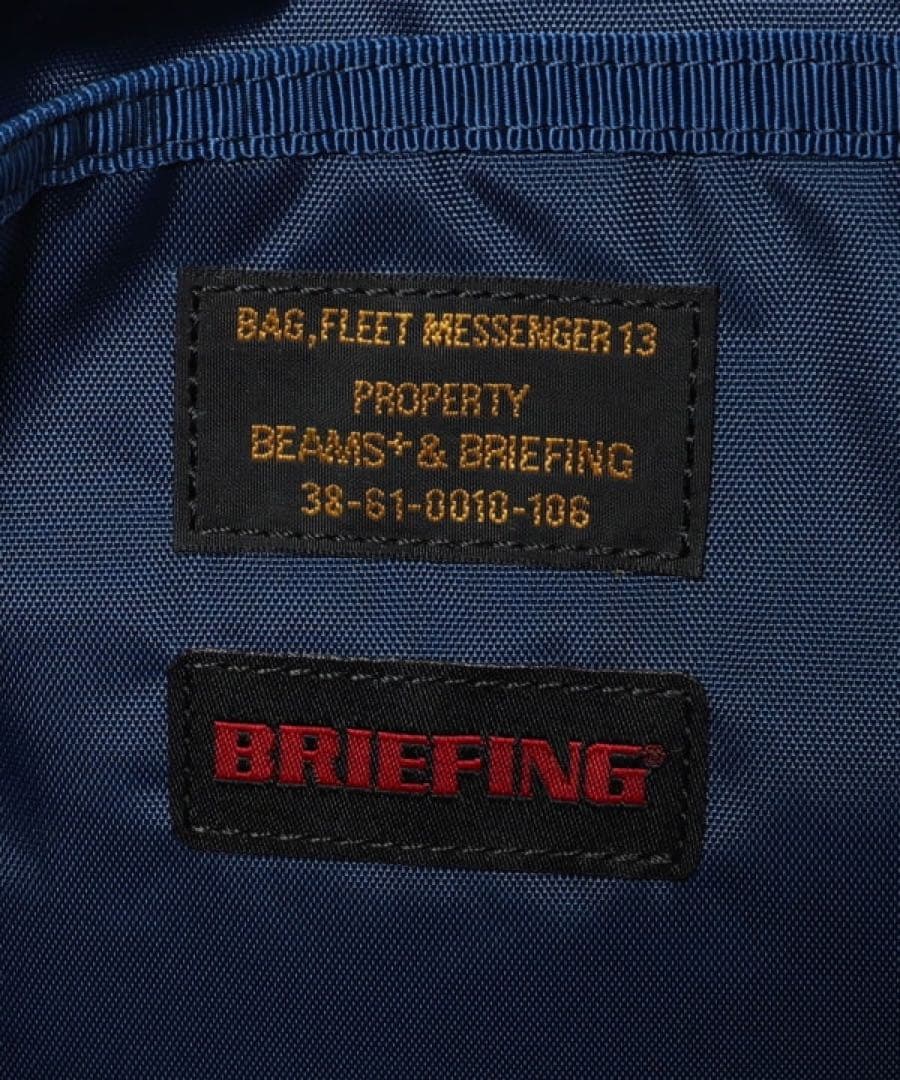 BAG,FLEET MESSENGER 13
PROPERTY
BEAMS+ & BRIEFING
38-61-0010-106
BRIEFING®